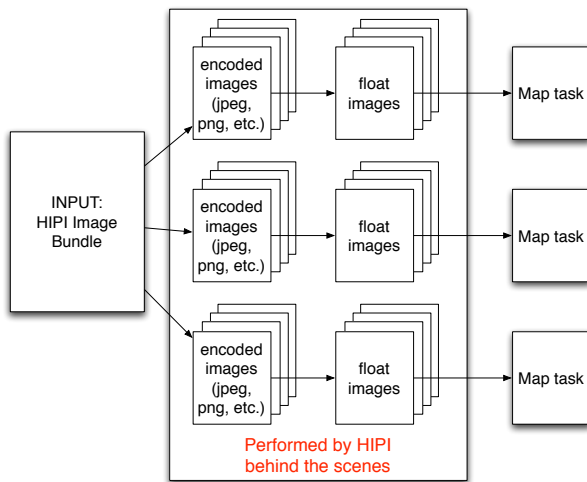 encoded
images
(jpeg,
png, etc.)
float
images
Map task
INPUT:
HIPI Image
Bundle
encoded
images
(jpeg,
png, etc.)
float
images
Map task
encoded
images
(jpeg,
png, etc.)
float
images
Map task
Performed by HIPI
behind the scenes